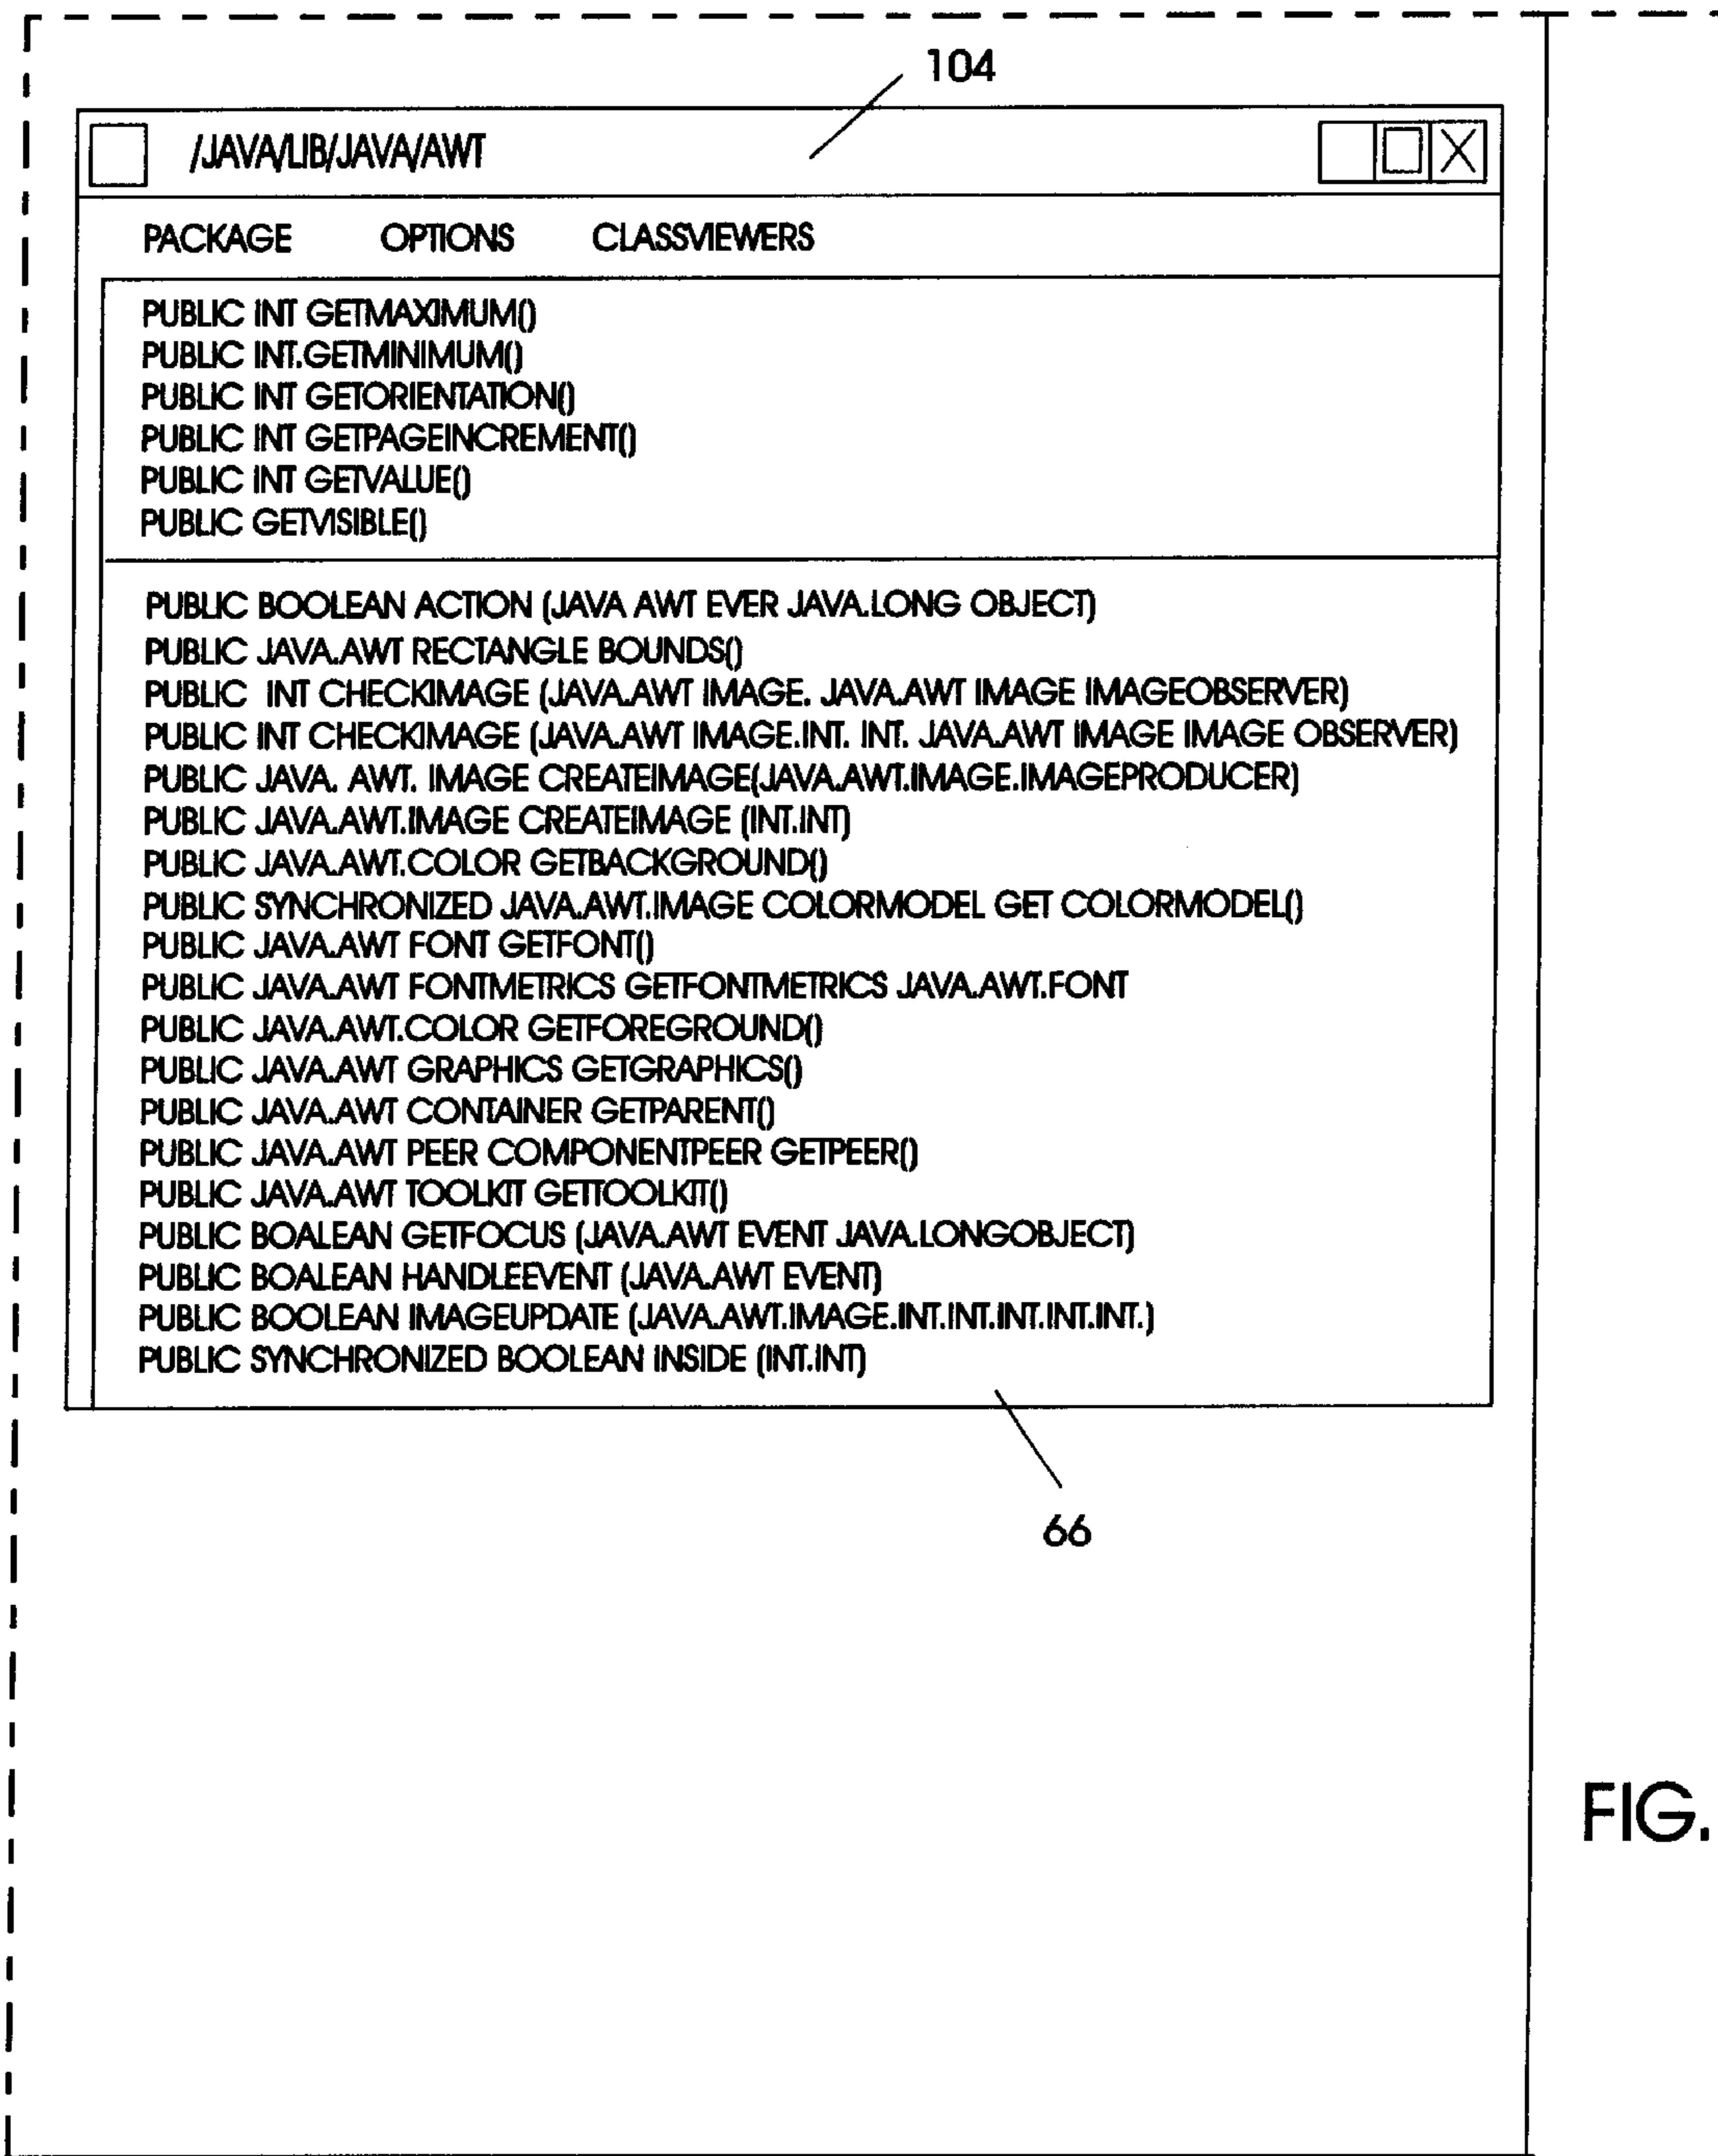 104
/JAVA/LIB/JAVA/AWT
PACKAGE OPTIONS CLASSVIEWERS
PUBLIC INT GETMAXIMUM()
PUBLIC INT.GETMINIMUM()
PUBLIC INT GETORIENTATION()
PUBLIC INT GETPAGEINCREMENT()
PUBLIC INT GETVALUE()
PUBLIC GETVISIBLE()
PUBLIC BOOLEAN ACTION (JAVA AWT EVER JAVA.LONG OBJECT)
PUBLIC JAVA.AWT RECTANGLE BOUNDS()
PUBLIC INT CHECKIMAGE (JAVA.AWT IMAGE. JAVA.AWT IMAGE IMAGEOBSERVER)
PUBLIC INT CHECKIMAGE (JAVA.AWT IMAGE.INT. INT. JAVA.AWT IMAGE IMAGE OBSERVER)
PUBLIC JAVA. AWT. IMAGE CREATEIMAGE(JAVA.AWT.IMAGE.IMAGEPRODUCER)
PUBLIC JAVA.AWT.IMAGE CREATEIMAGE (INT.INT)
PUBLIC JAVA.AWT.COLOR GETBACKGROUND()
PUBLIC SYNCHRONIZED JAVA.AWT.IMAGE COLORMODEL GET COLORMODEL()
PUBLIC JAVA.AWT FONT GETFONT()
PUBLIC JAVA.AWT FONTMETRICS GETFONTMETRICS JAVA.AWT.FONT
PUBLIC JAVA.AWT.COLOR GETFOREGROUND()
PUBLIC JAVA.AWT GRAPHICS GETGRAPHICS()
PUBLIC JAVA.AWT CONTAINER GETPARENT()
PUBLIC JAVA.AWT PEER COMPONENTPEER GETPEER()
PUBLIC JAVA.AWT TOOLKIT GETTOOLKIT()
PUBLIC BOALEAN GETFOCUS (JAVA.AWT EVENT JAVA.LONGOBJECT)
PUBLIC BOALEAN HANDLEEVENT (JAVA.AWT EVENT)
PUBLIC BOOLEAN IMAGEUPDATE (JAVA.AWT.IMAGE.INT.INT.INT.INT.INT.)
PUBLIC SYNCHRONIZED BOOLEAN INSIDE (INT.INT)
66
FIG.